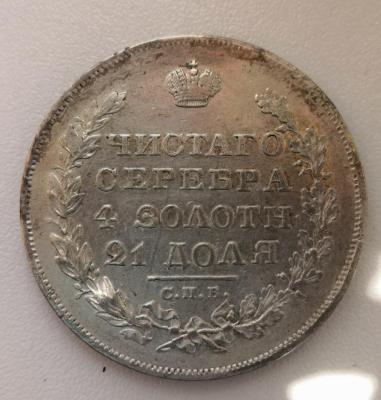 ЧИСТАГО
СЕРЕБРА
4 ЗОЛОТН
21 ДОЛЯ
С.П.Б.